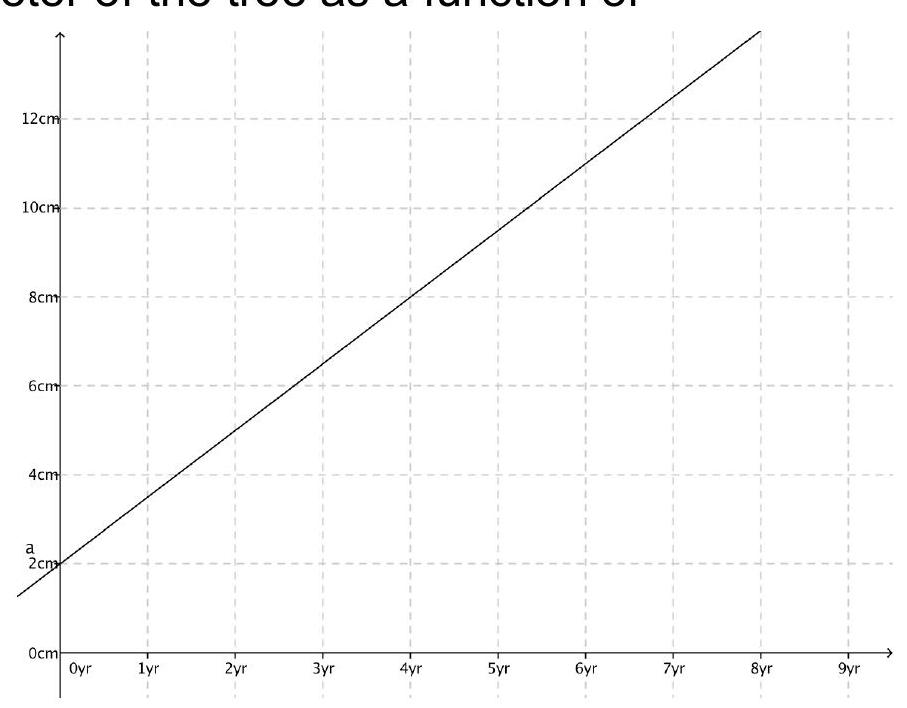 of the tree as a function of
12cm
10cm
8cm
6cm
4cm
a
2cm
0cm
0yr 1yr 2yr 3yr 4yr 5yr 6yr 7yr 8yr 9yr